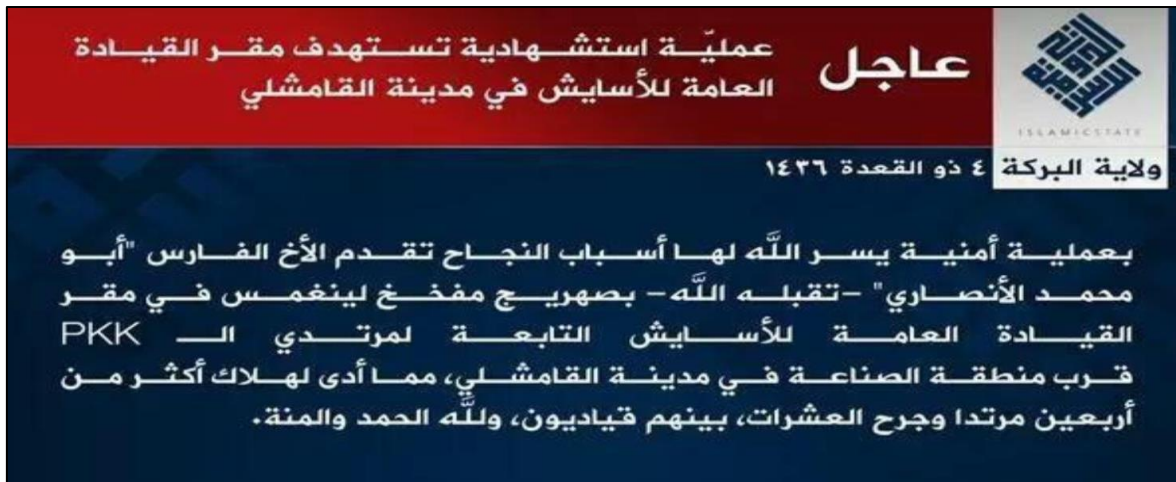 عاجل
عمليّة استشهادية تستهدف مقر القيادة
العامة للأسايش في مدينة القامشلي
ISLAMICSTATE
ولاية البركة
٤ ذو القعدة ١٤٣٦
بعملية أمنية يسر اللَّه لها أسباب النجاح تقدم الأخ الفارس "أبو
محمد الأنصاري" -تقبله اللَّه- بصهريج مفخخ لينغمس في مقر
القيادة العامة للأسايش التابعة لمرتدي الـ PKK
قرب منطقة الصناعة في مدينة القامشلي، مما أدى لهلاك أكثر من
أربعين مرتدا وجرح العشرات، بينهم قياديون، وللَّه الحمد والمنة.